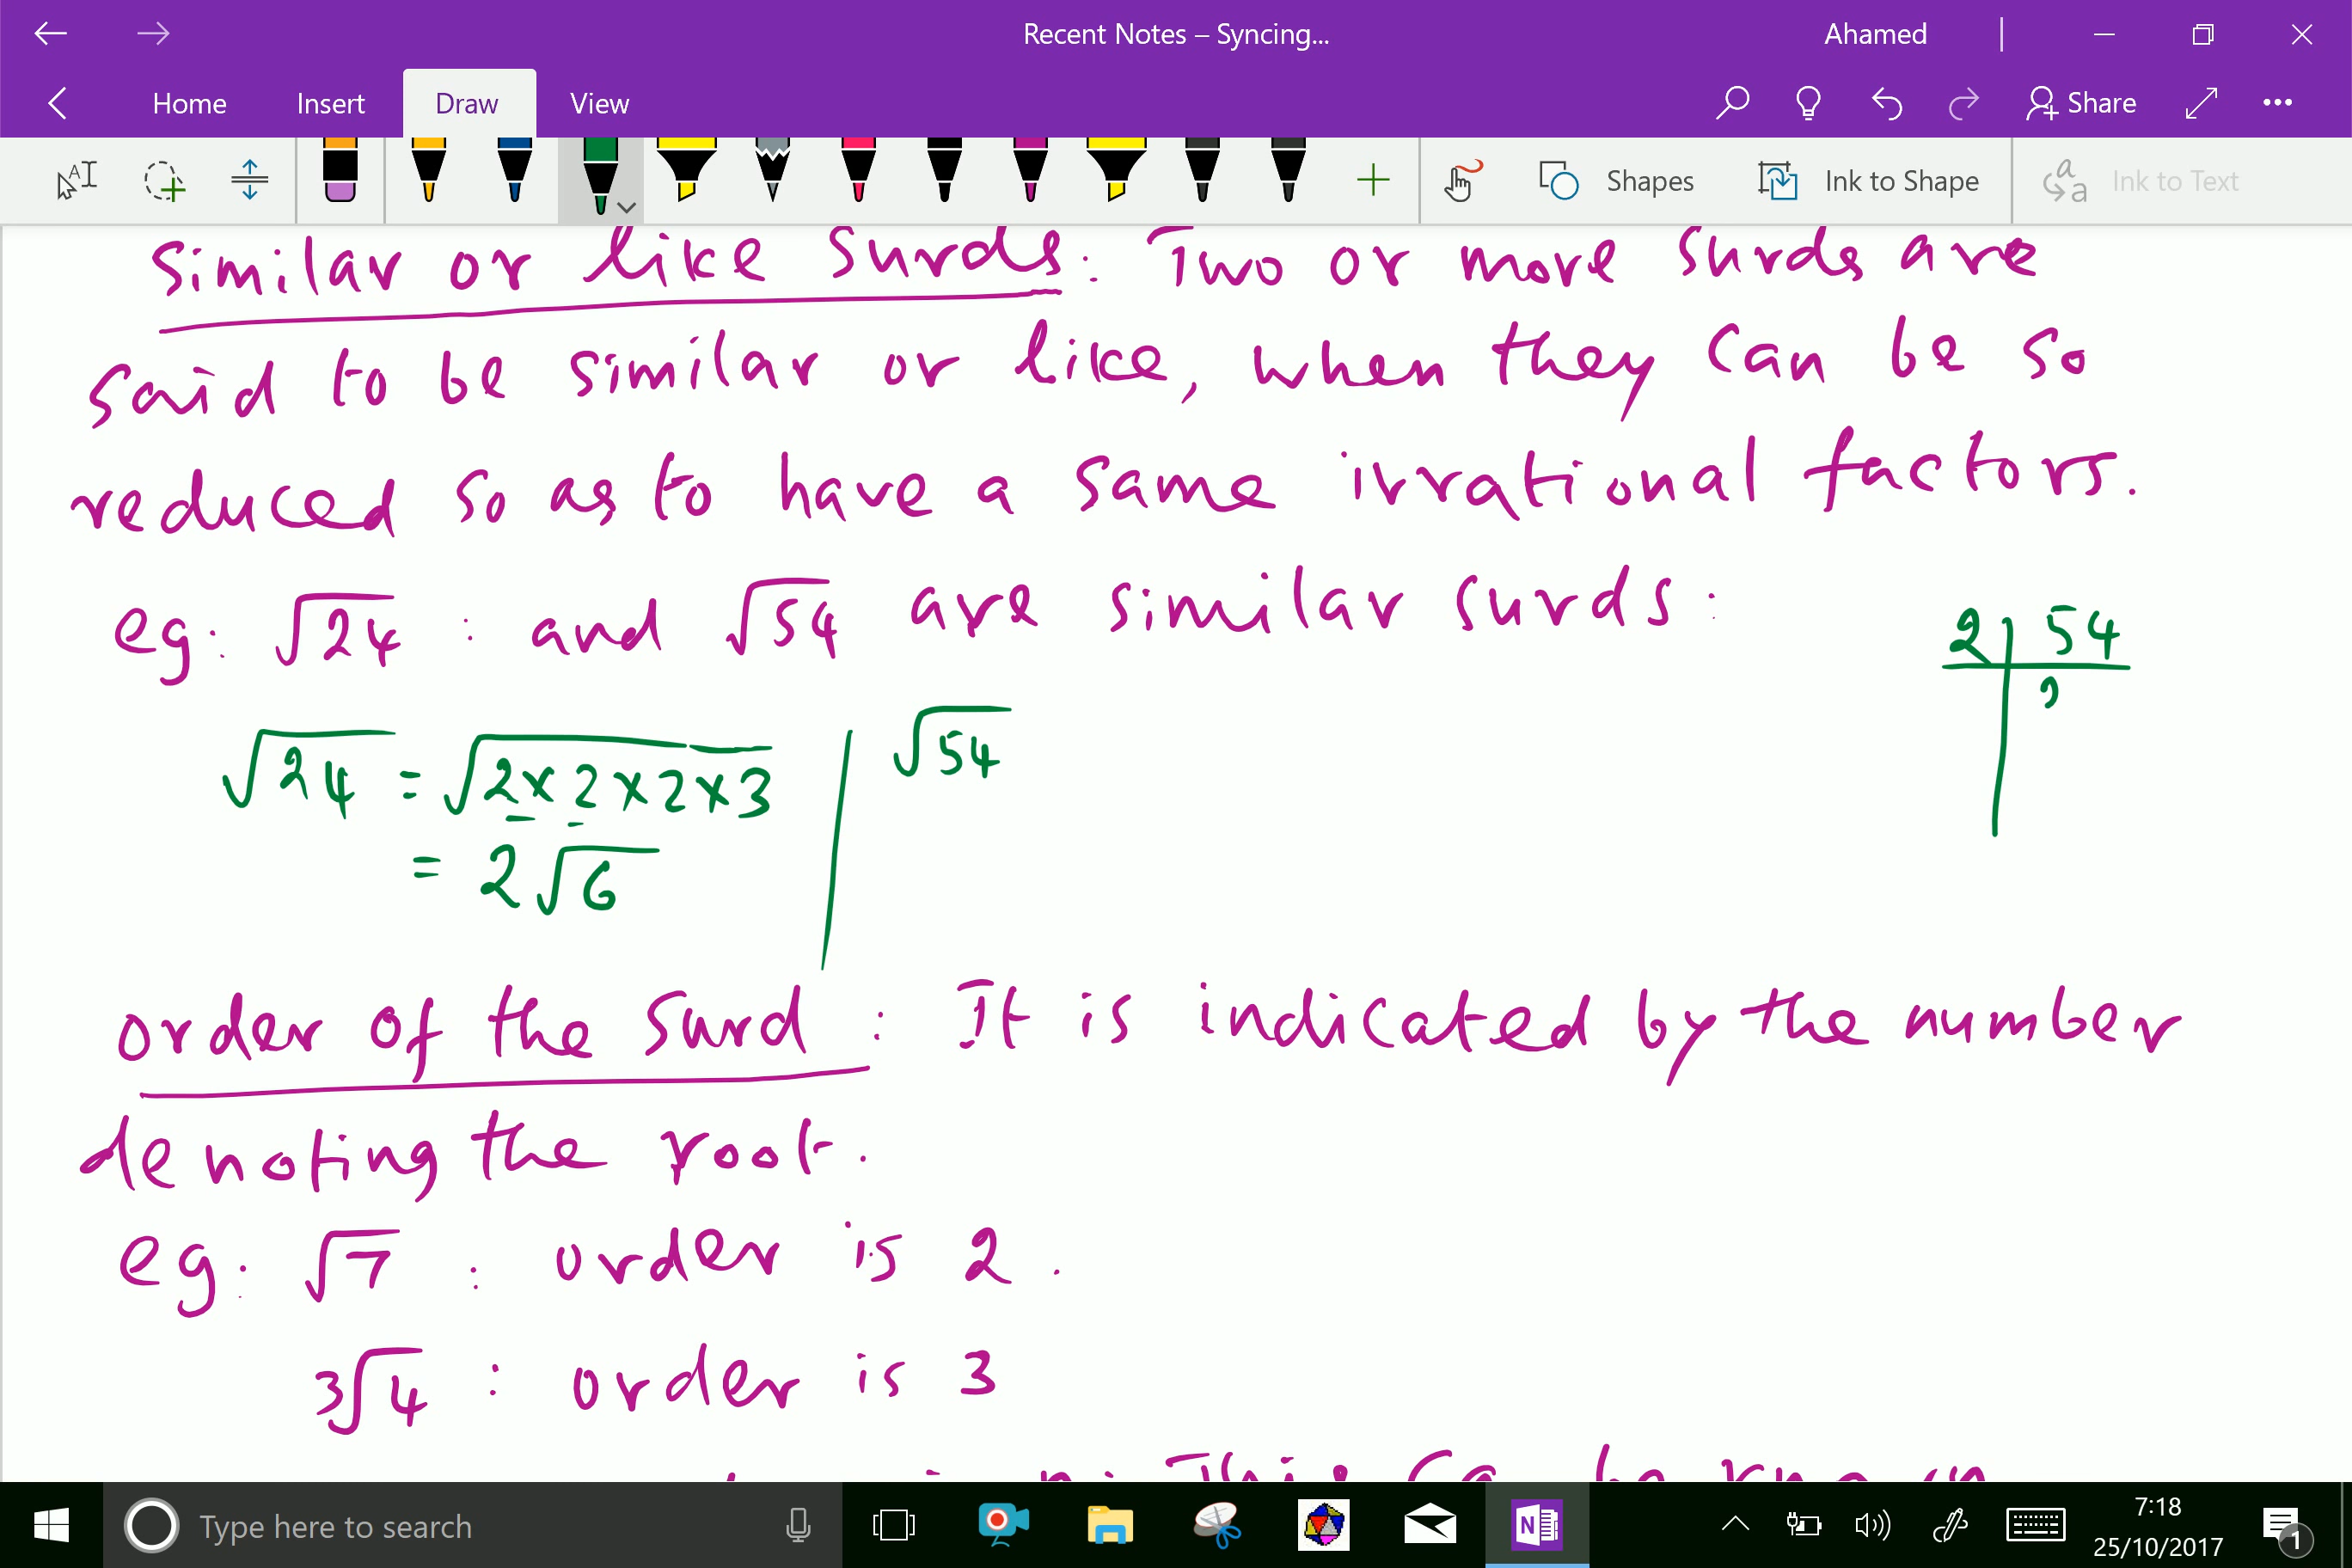 Recent Notes – Syncing...
Ahamed
Home Insert Draw View
Share
Shapes Ink to Shape Ink to Text
Similar or like Surds: Two or more surds are
said to be similar or like, when they can be so
reduced so as to have a same irrational factors.
eg: √24 : and √54 are similar surds:
2 | 54
√24 = √2×2×2×3
= 2√6
√54
order of the Surd : It is indicated by the number
denoting the root.
eg: √7 : order is 2.
3√4 : order is 3
Type here to search
7:18
25/10/2017
1